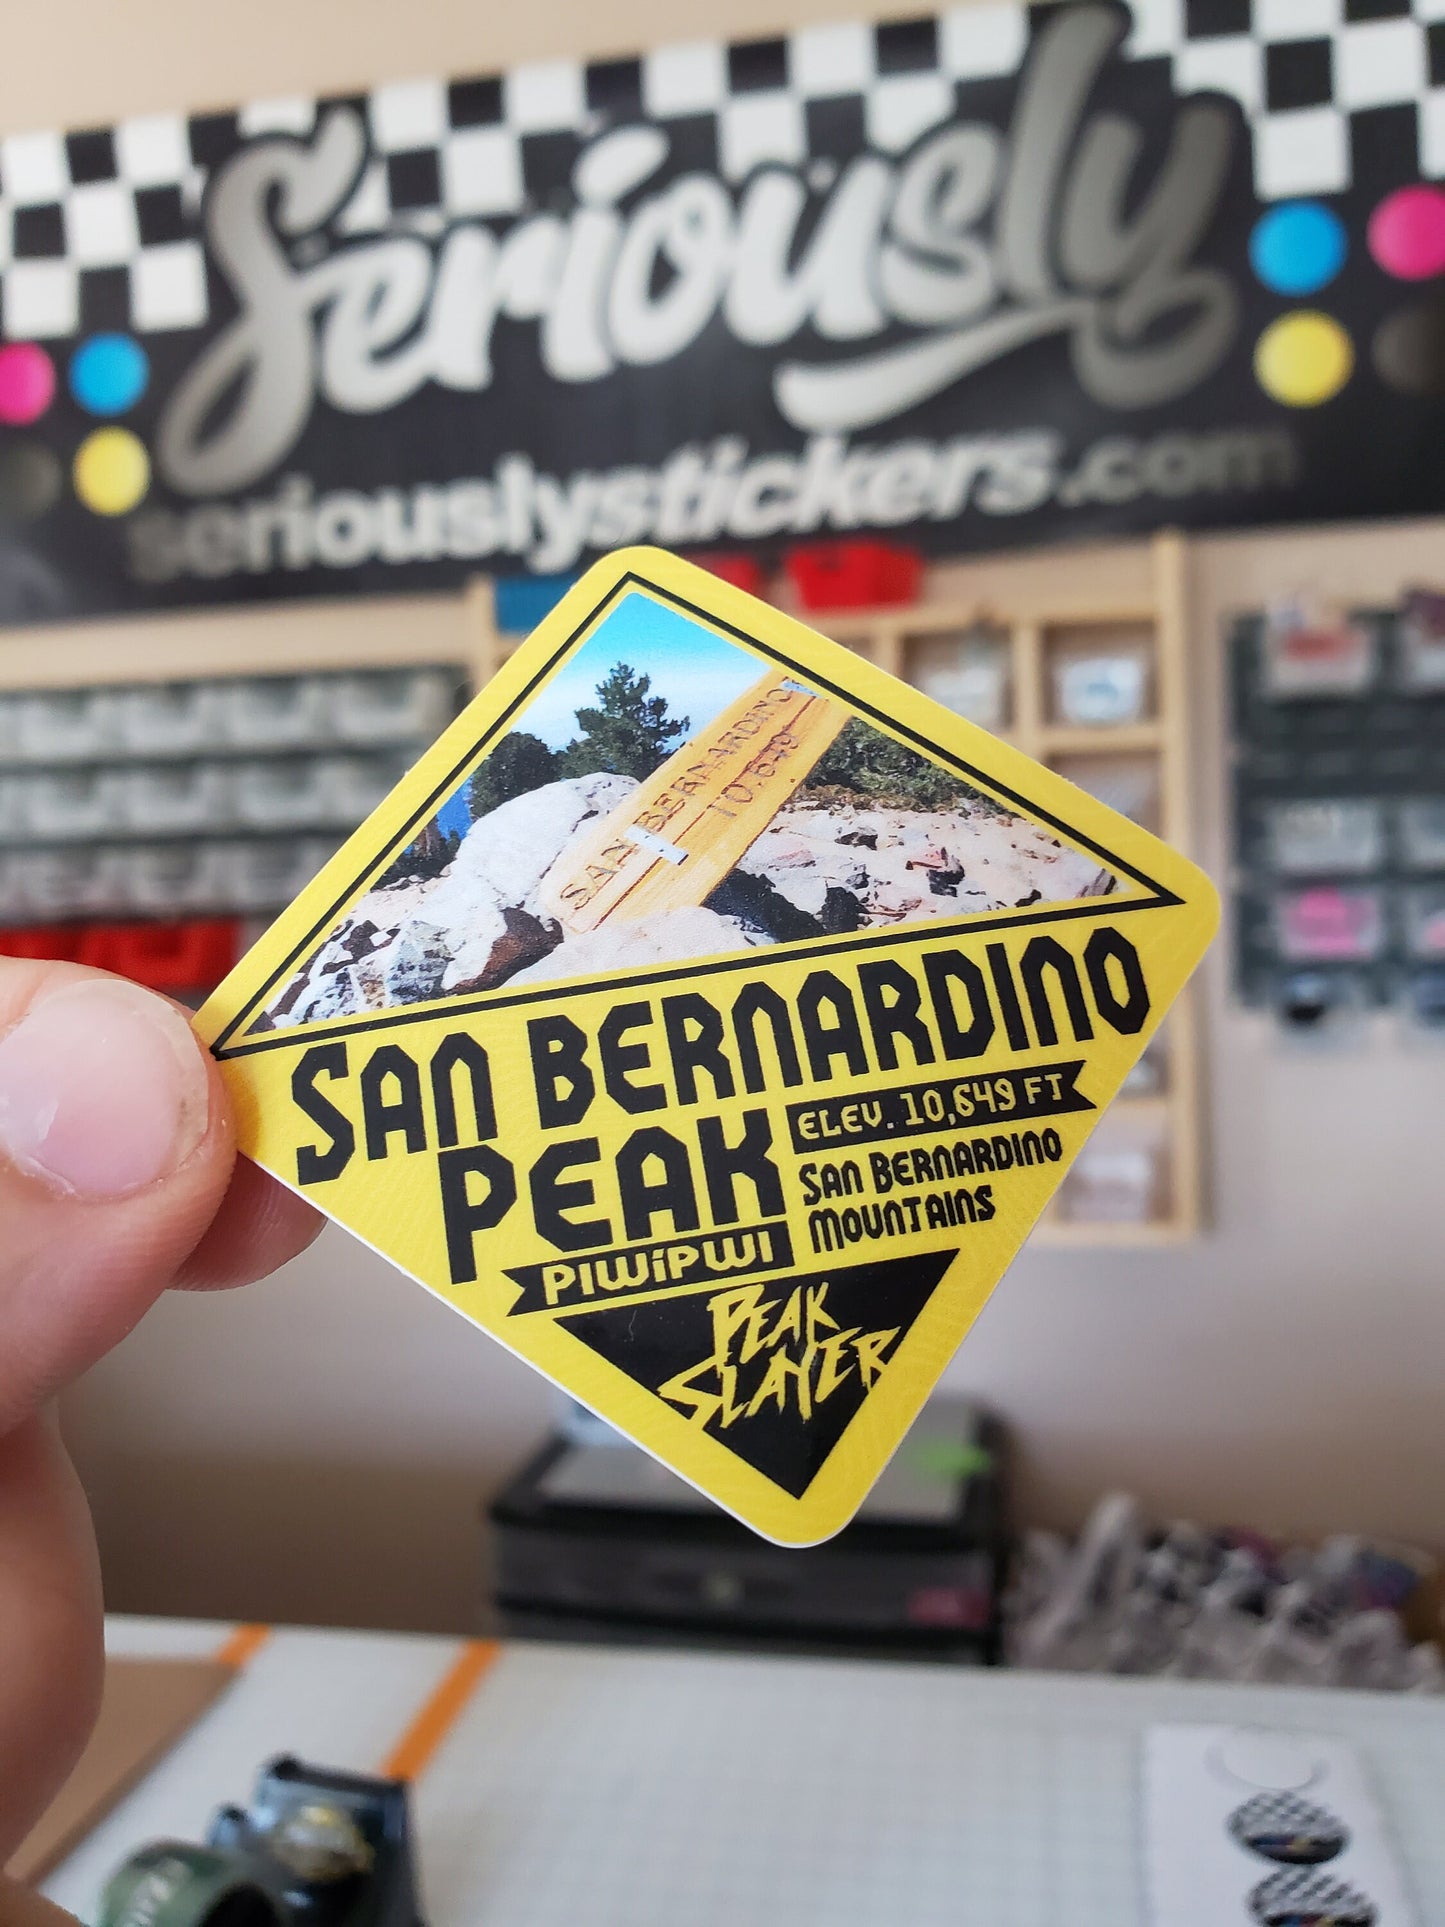 Seriously
seriouslystickers.com
SAN BERNARDINO
10.649
SAN BERNARDINO
PEAK
ELEV. 10,649 FT
SAN BERNARDINO
MOUNTAINS
PIWÍPWI
PEAK
SLAYER